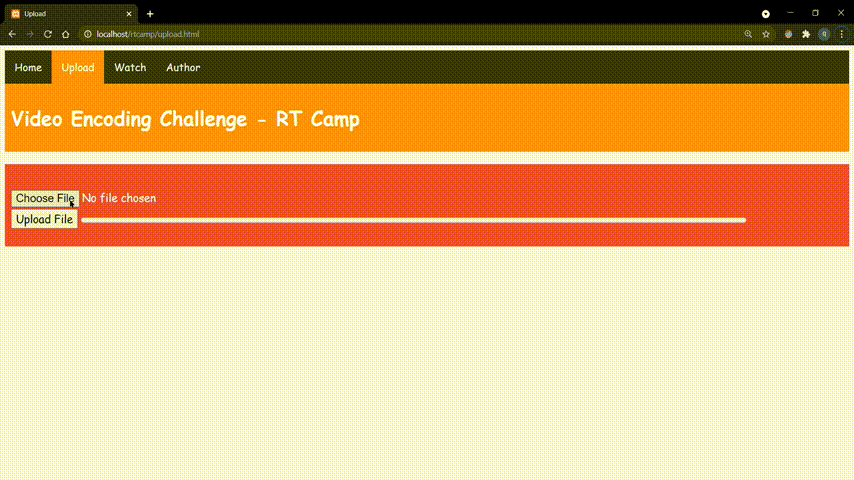 Upload
localhost/rtcamp/upload.html
Home Upload Watch Author
Video Encoding Challenge - RT Camp
Choose File No file chosen
Upload File